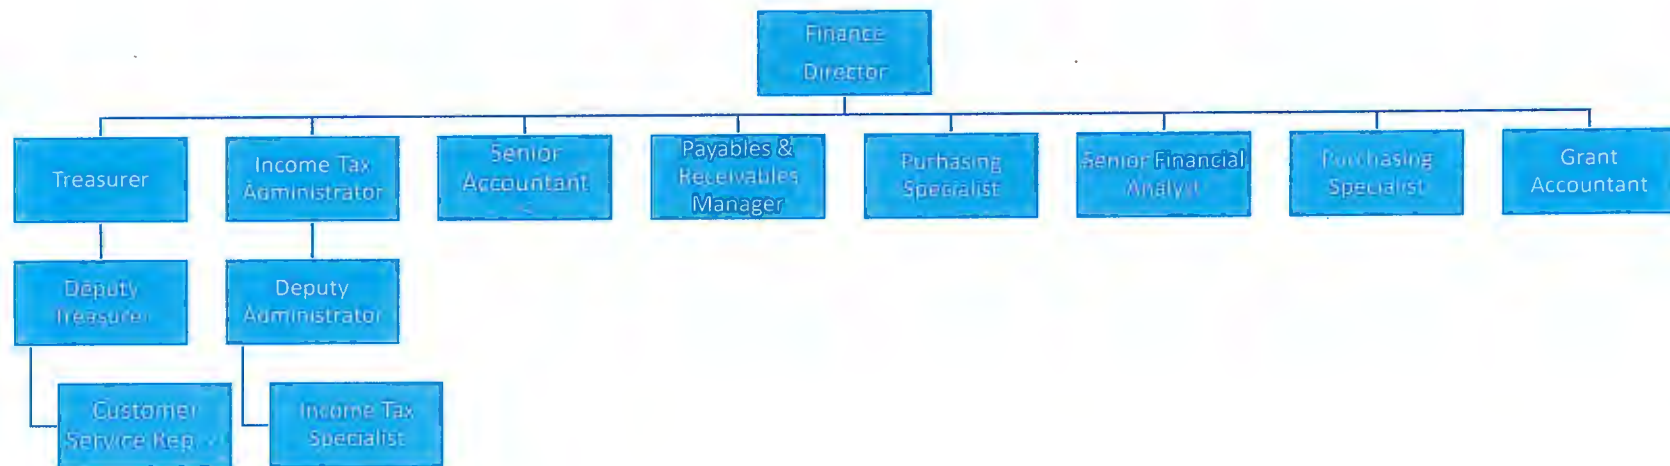 Finance
Director
Treasurer
Income Tax
Administrator
Senior
Accountant
Payables &
Receivables
Manager
Purhasing
Specialist
Senior Financial
Analyst
Purchasing
Specialist
Grant
Accountant
Deputy
Treasurer
Deputy
Administrator
Customer
Service Rep
Income Tax
Specialist